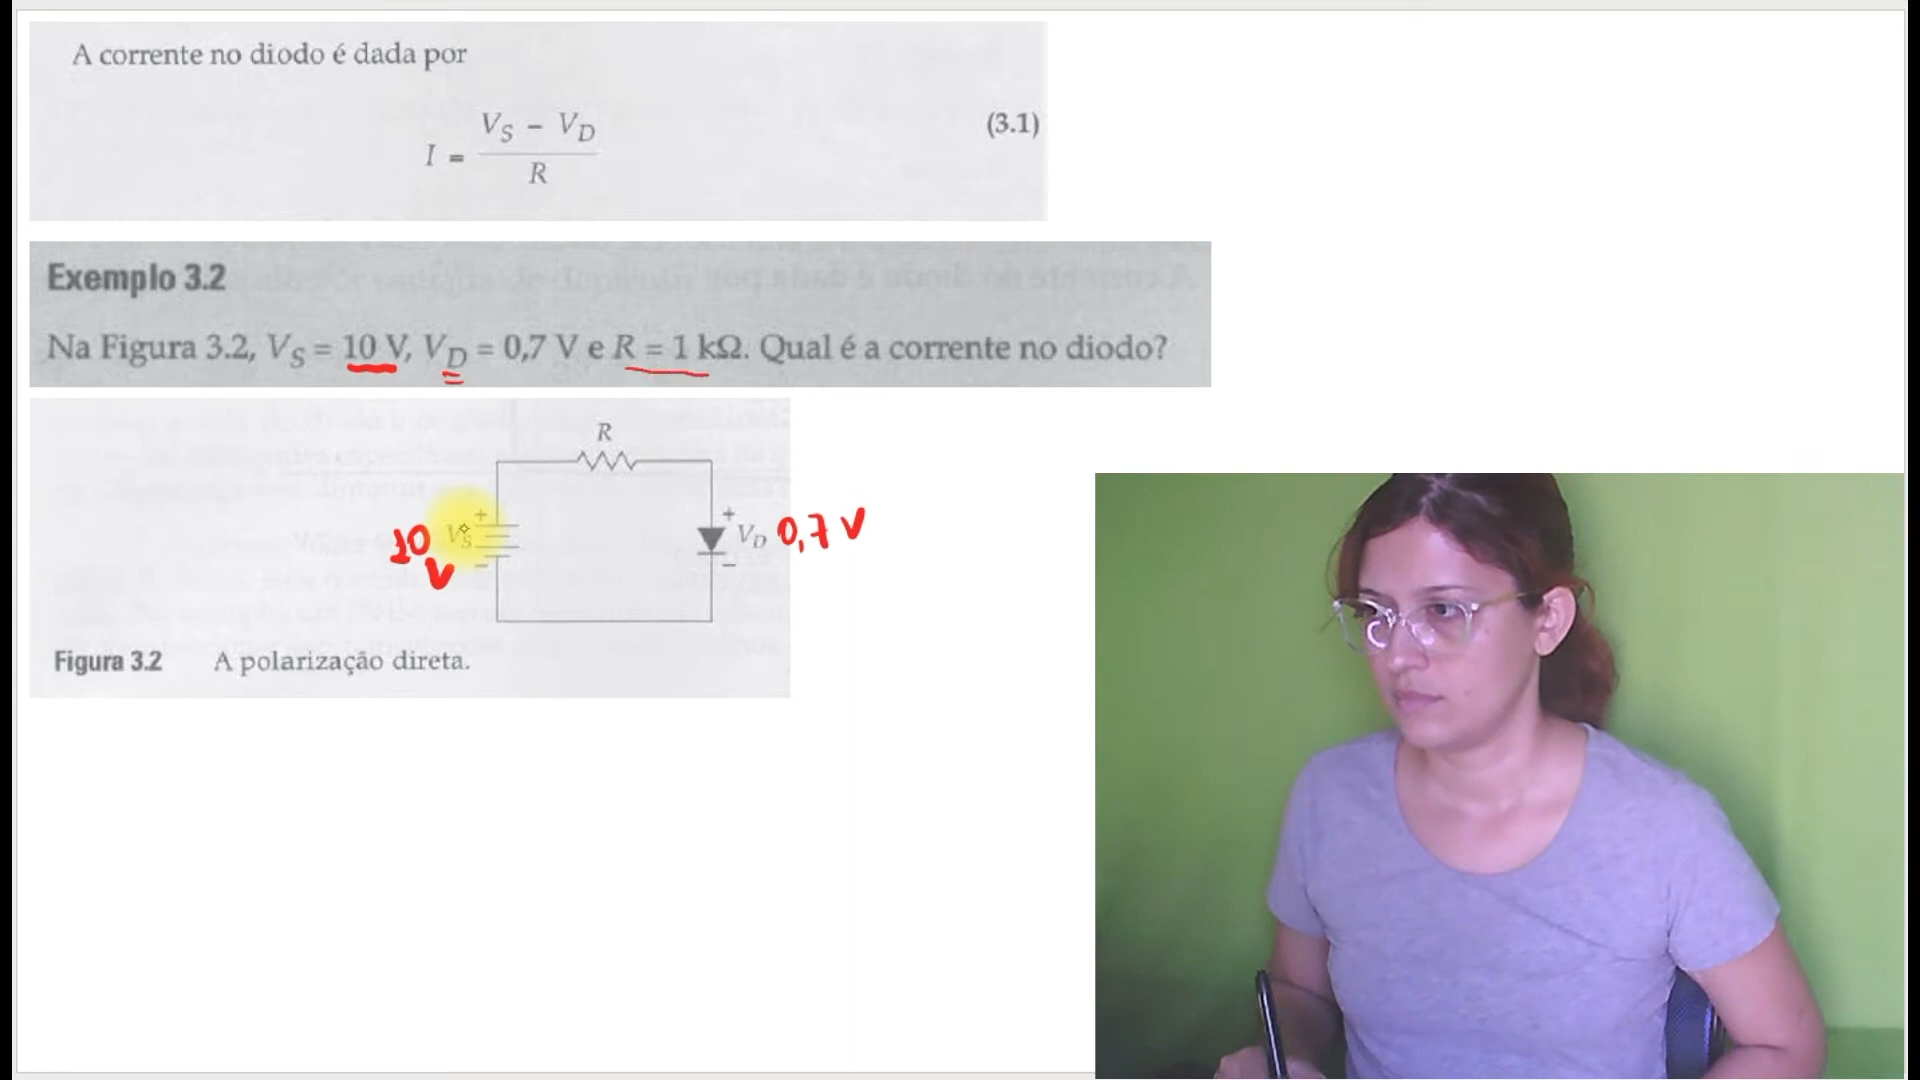 A corrente no diodo é dada por
I = \frac{V_S - V_D}{R} (3.1)
Exemplo 3.2
Na Figura 3.2, V_S = 10 V, V_D = 0,7 V e R = 1 kΩ. Qual é a corrente no diodo?
R
+
+
10 V_S
V_D 0,7 V
V
-
-
Figura 3.2 A polarização direta.